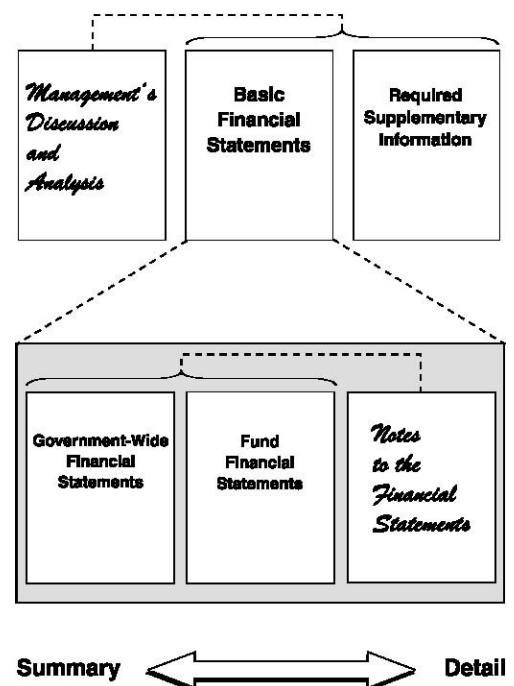 Management's
Discussion
and
Analysis
Basic
Financial
Statements
Required
Supplementary
Information
Government-Wide
Financial
Statements
Fund
Financial
Statements
Notes
to the
Financial
Statements
Summary
Detail